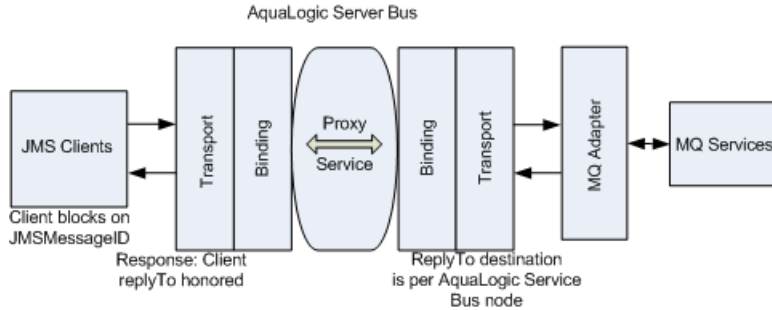 AquaLogic Server Bus
JMS Clients
Transport
Binding
Proxy
Service
Binding
Transport
MQ Adapter
MQ Services
Client blocks on
JMSMessageID
Response: Client
replyTo honored
ReplyTo destination
is per AquaLogic Service
Bus node